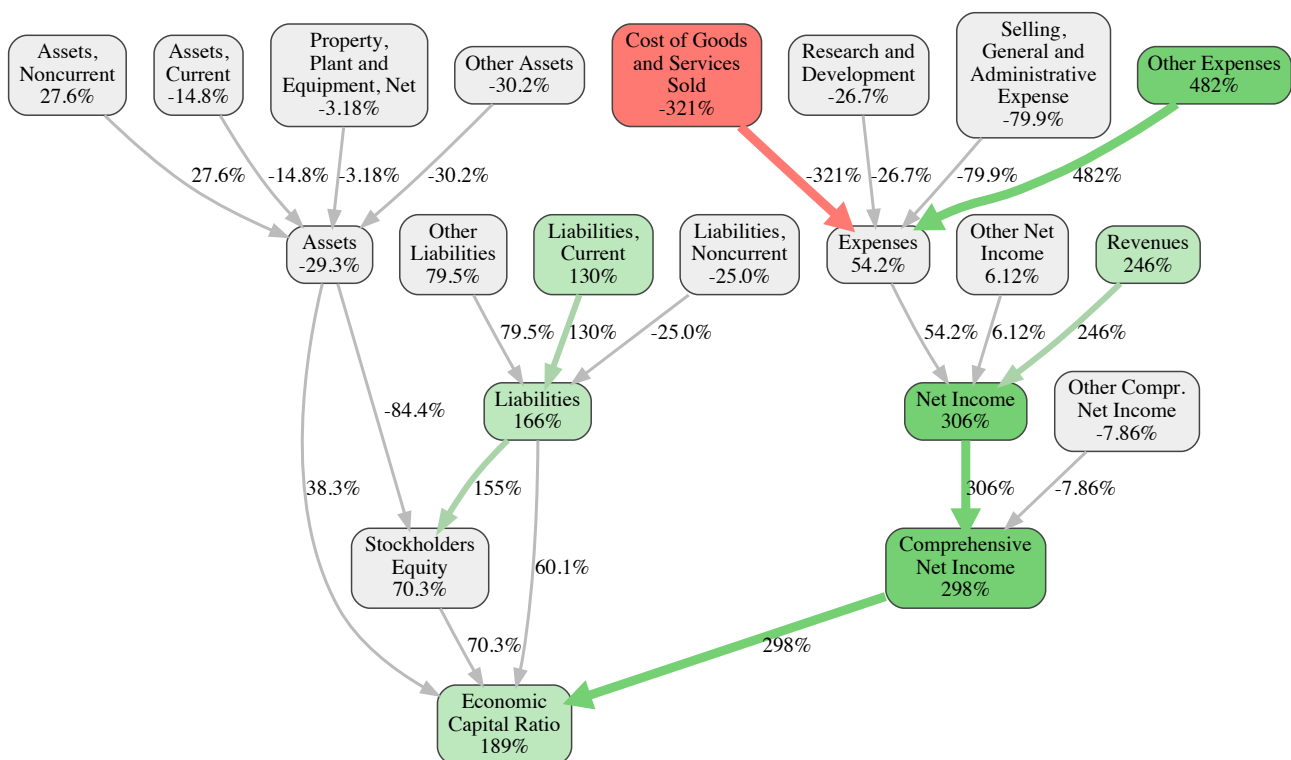 Assets,
Noncurrent
27.6%
Assets,
Current
-14.8%
Property,
Plant and
Equipment, Net
-3.18%
Other Assets
-30.2%
Cost of Goods
and Services
Sold
-321%
Research and
Development
-26.7%
Selling,
General and
Administrative
Expense
-79.9%
Other Expenses
482%
27.6%
-14.8%
-3.18%
-30.2%
-321%
-26.7%
-79.9%
482%
Assets
-29.3%
Other
Liabilities
79.5%
Liabilities,
Current
130%
Liabilities,
Noncurrent
-25.0%
Expenses
54.2%
Other Net
Income
6.12%
Revenues
246%
79.5%
130%
-25.0%
54.2%
6.12%
246%
-84.4%
Liabilities
166%
Net Income
306%
Other Compr.
Net Income
-7.86%
38.3%
155%
306%
-7.86%
Stockholders
Equity
70.3%
60.1%
Comprehensive
Net Income
298%
70.3%
298%
Economic
Capital Ratio
189%